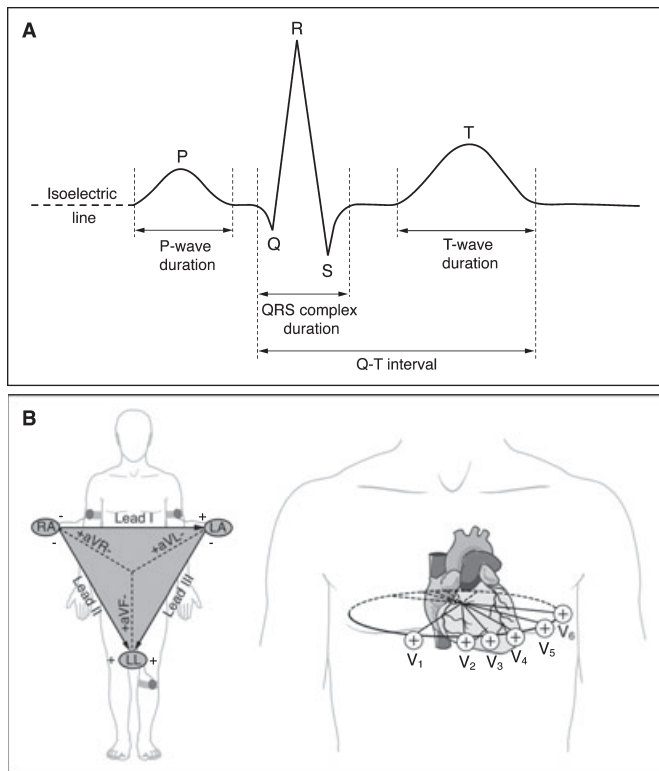 A
R
P
T
Isoelectric
line
Q
S
P-wave
duration
T-wave
duration
QRS complex
duration
Q-T interval
B
RA
-
Lead I
+
LA
-
-
+aVR-
+aVL-
Lead II
Lead III
+aVF-
+
LL
+
V1
V2
V3
V4
V5
V6